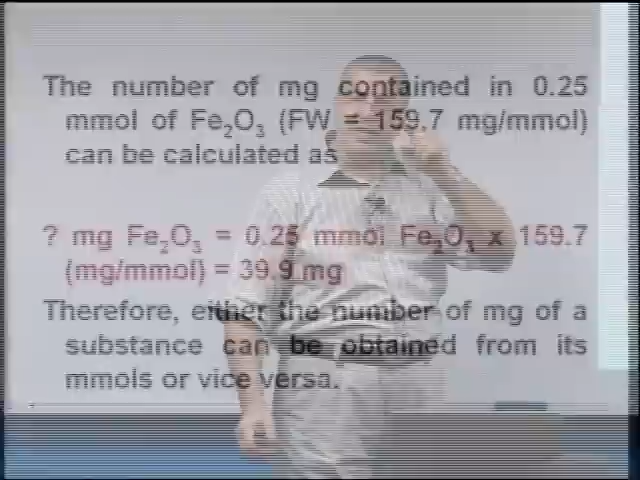 The number of mg contained in 0.25
mmol of Fe₂O₃ (FW = 159.7 mg/mmol)
can be calculated as
? mg Fe₂O₃ = 0.25 mmol Fe₂O₃ x 159.7
(mg/mmol) = 39.9 mg
Therefore, either the number of mg of a
substance can be obtained from its
mmols or vice versa.